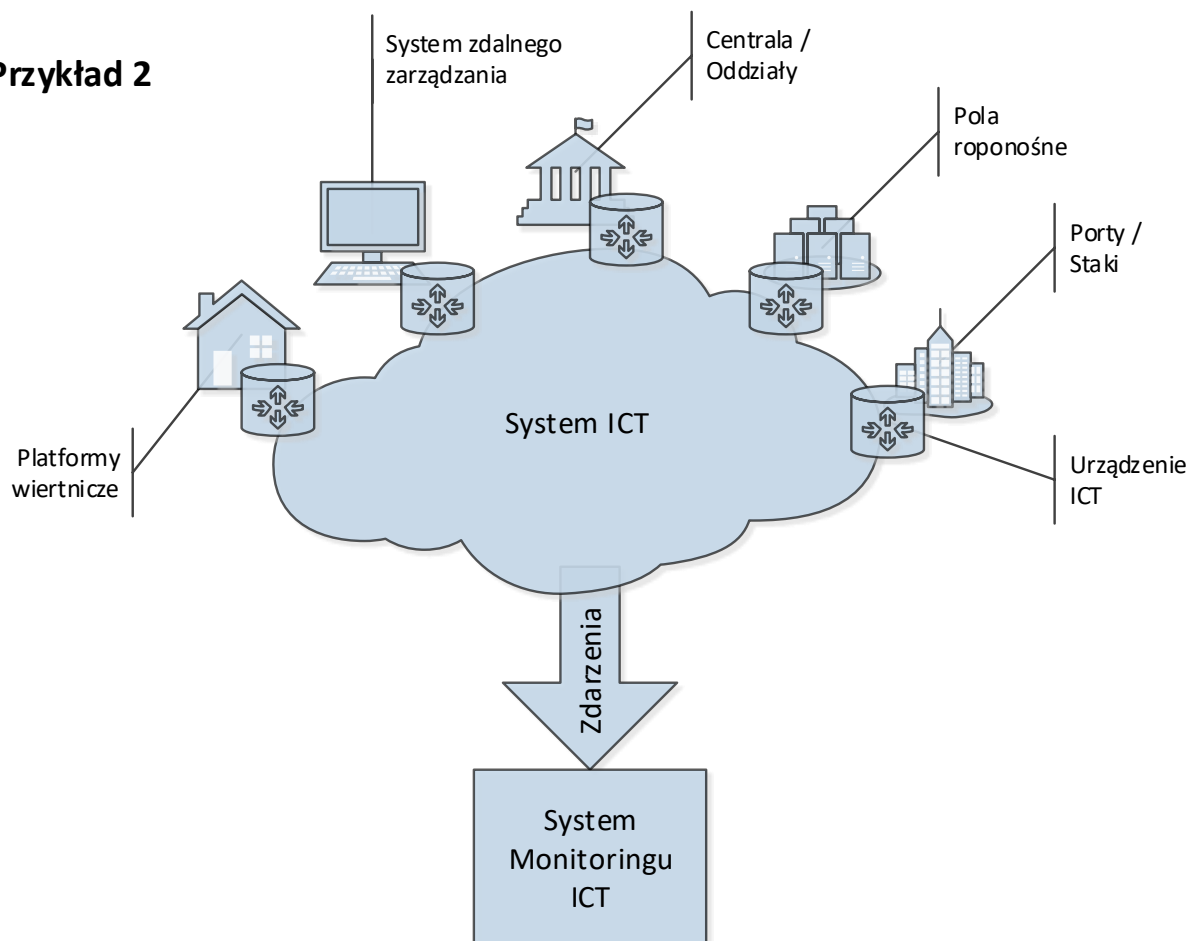 Przykład 2
System zdalnego
zarządzania
Centrala /
Oddziały
Pola
roponośne
Porty /
Staki
System ICT
Platformy
wiertnicze
Urządzenie
ICT
Zdarzenia
System
Monitoringu
ICT